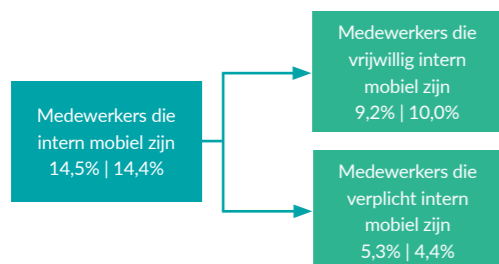 Medewerkers die
intern mobiel zijn
14,5% | 14,4%
Medewerkers die
vrijwillig intern
mobiel zijn
9,2% | 10,0%
Medewerkers die
verplicht intern
mobiel zijn
5,3% | 4,4%